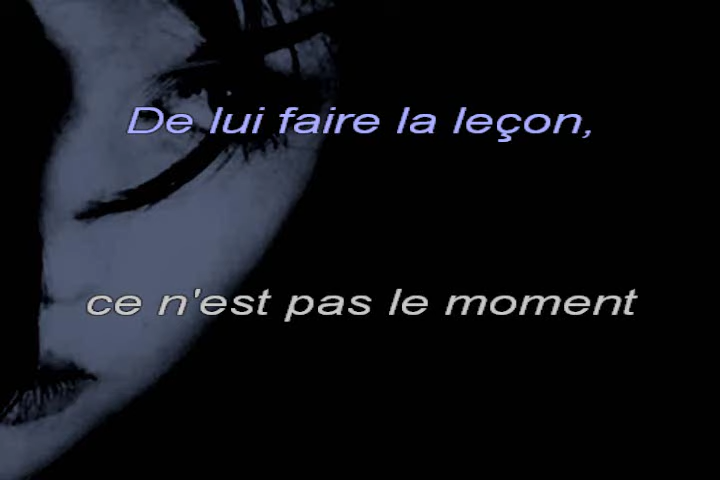 De lui faire la leçon,
ce n'est pas le moment